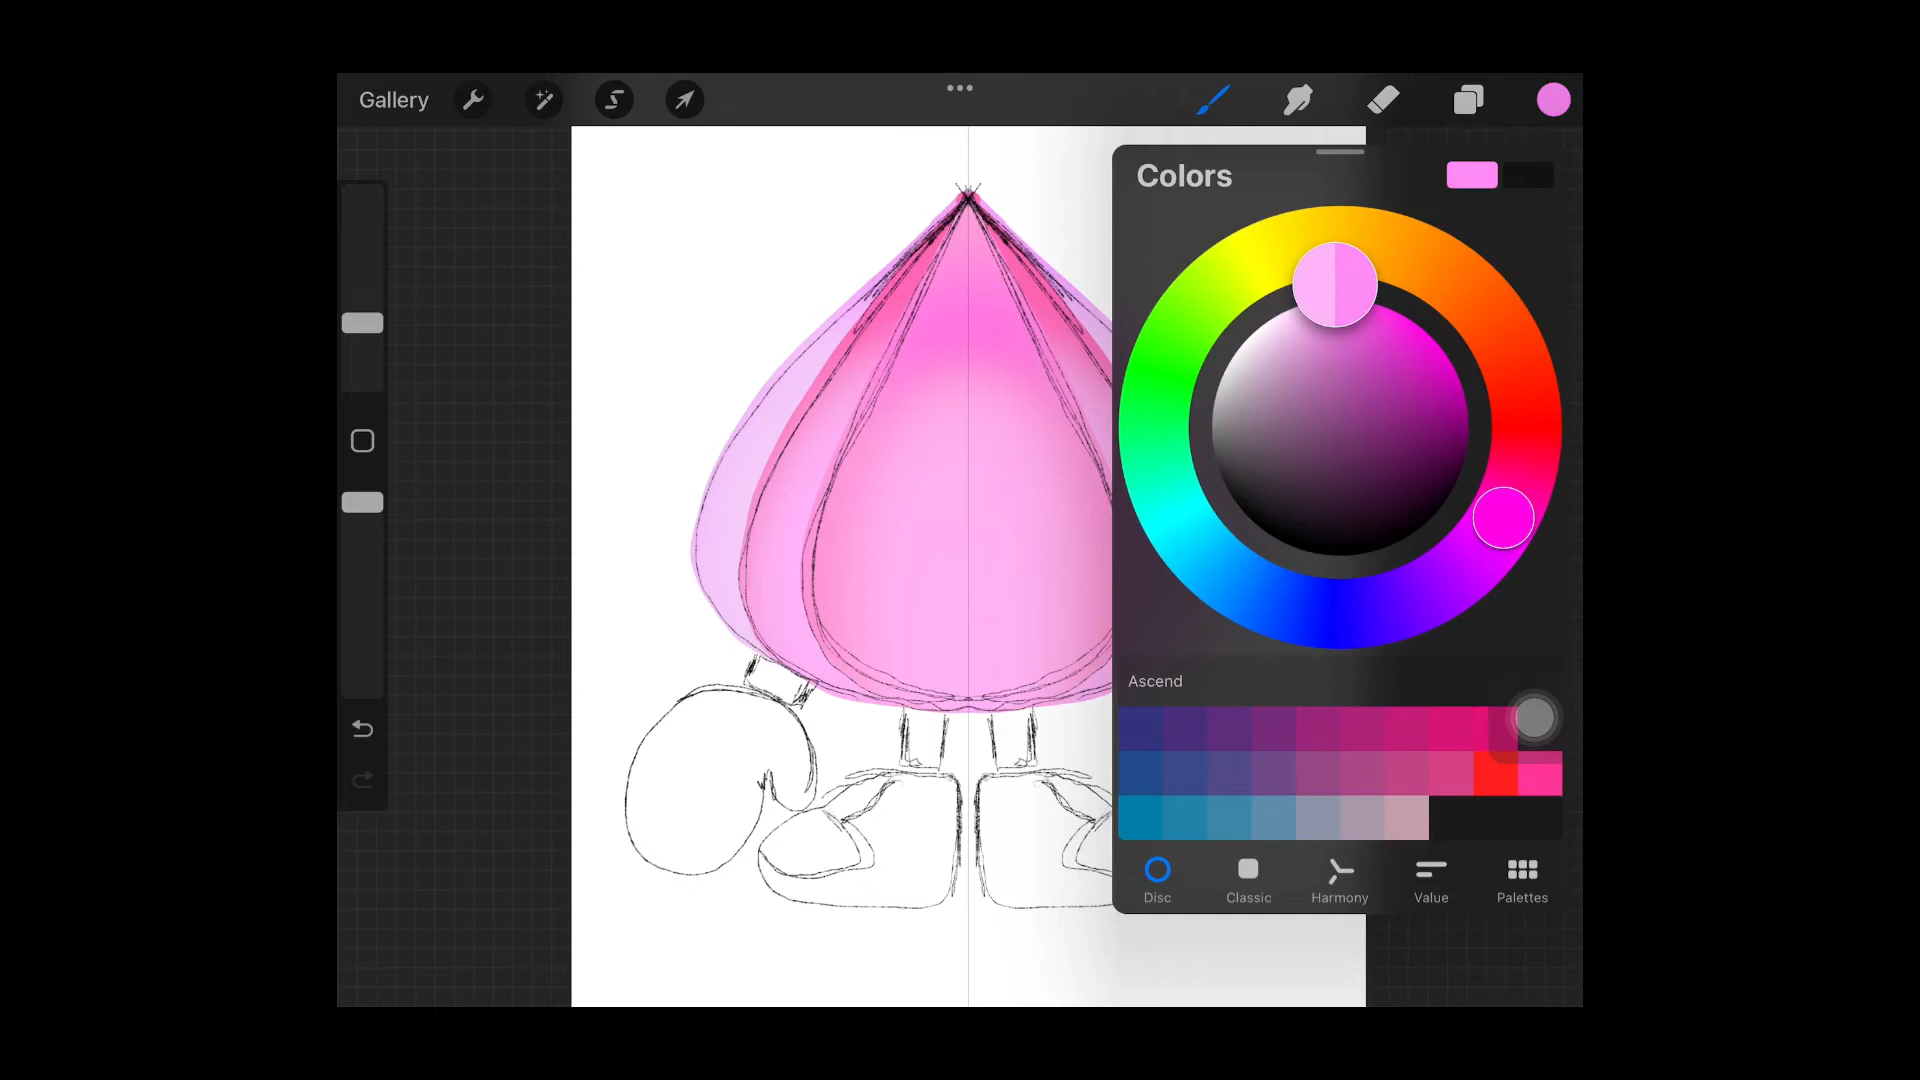 Gallery
Colors
Ascend
Disc
Classic
Harmony
Value
Palettes